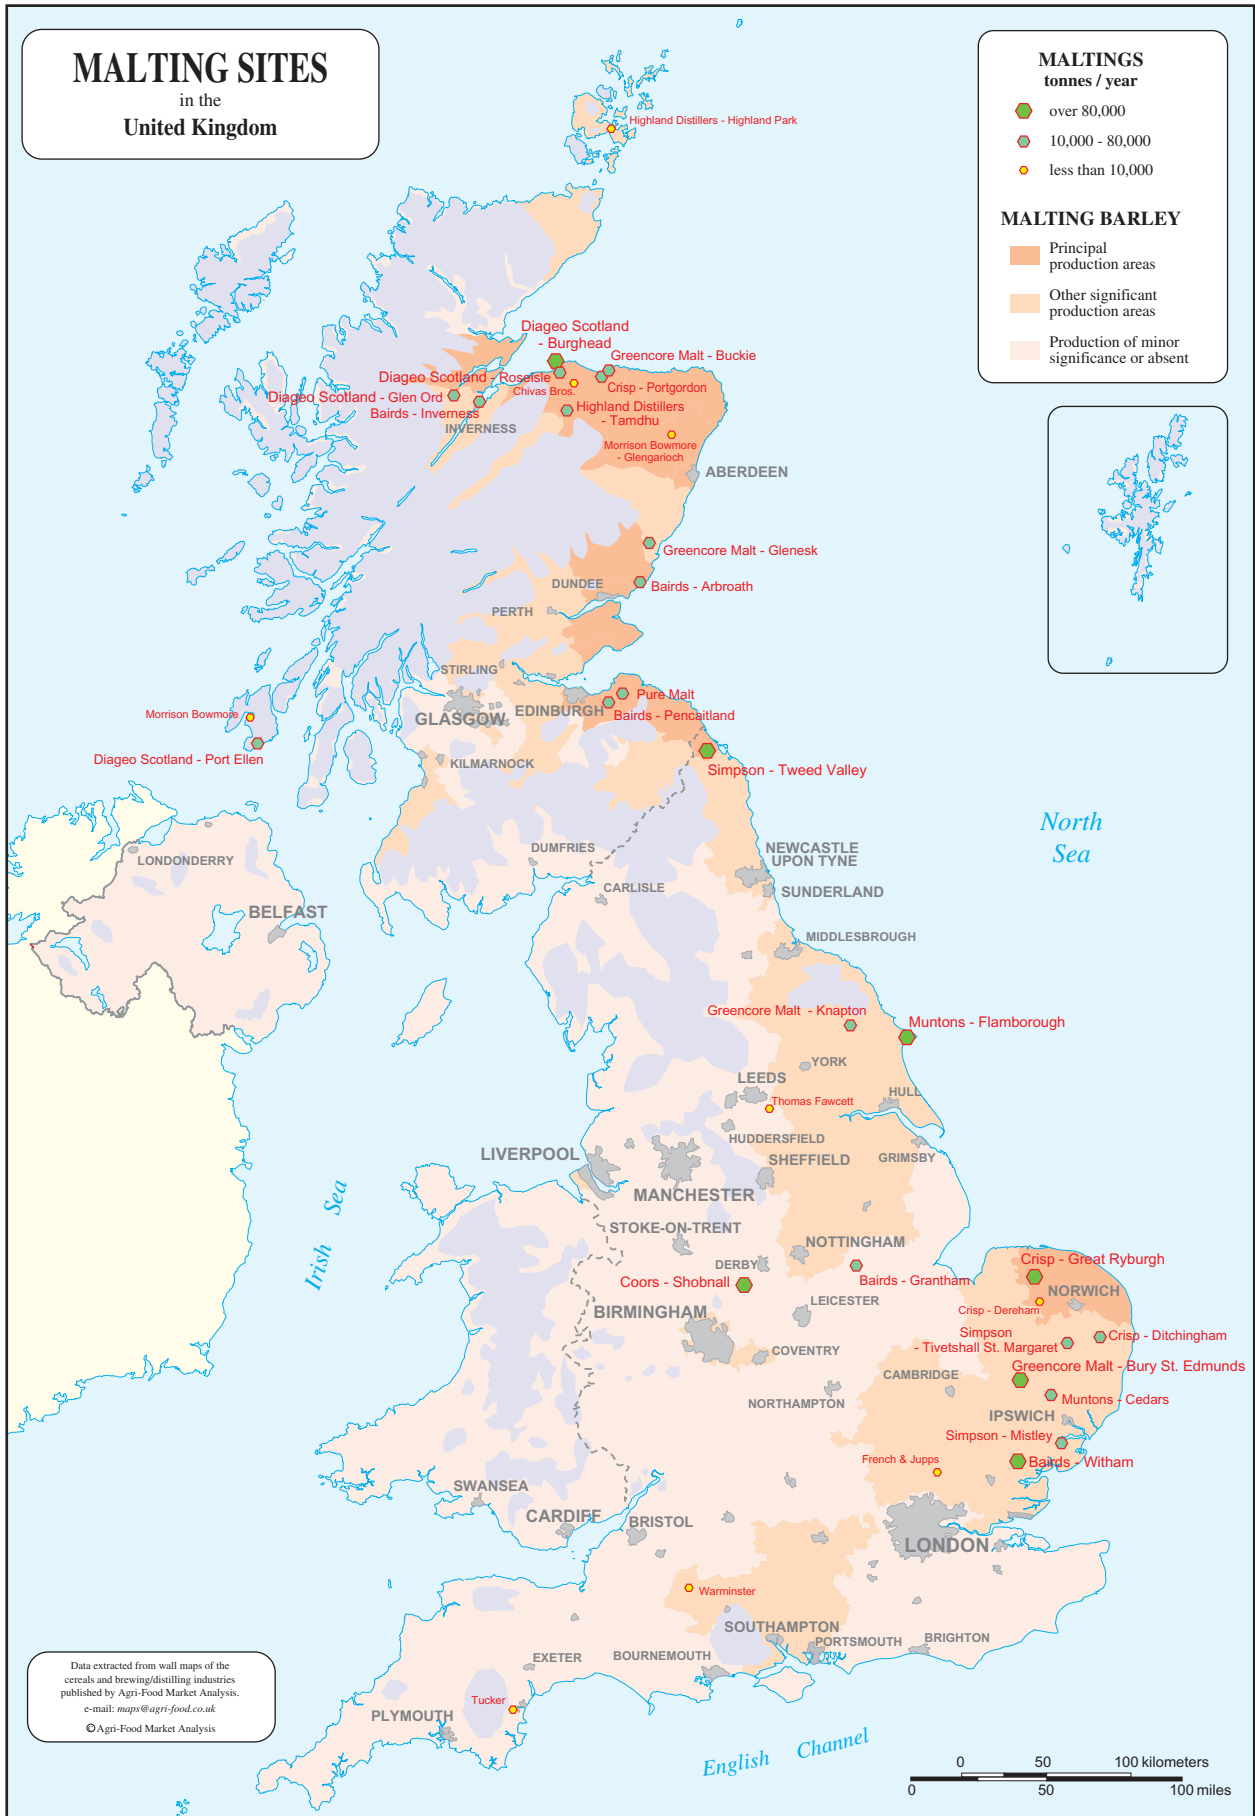 MALTING SITES
in the
United Kingdom
MALTINGS
tonnes / year
over 80,000
10,000 - 80,000
less than 10,000
MALTING BARLEY
Principal
production areas
Other significant
production areas
Production of minor
significance or absent
Highland Distillers - Highland Park
Diageo Scotland
- Burghead
Greencore Malt - Buckie
Diageo Scotland - Roseisle
Crisp - Portgordon
Chivas Bros.
Diageo Scotland - Glen Ord
Bairds - Inverness
Highland Distillers
- Tamdhu
INVERNESS
Morrison Bowmore
- Glengarioch
ABERDEEN
Greencore Malt - Glenesk
DUNDEE
Bairds - Arbroath
PERTH
STIRLING
Pure Malt
EDINBURGH
Bairds - Pencaitland
GLASGOW
Morrison Bowmore
Diageo Scotland - Port Ellen
KILMARNOCK
Simpson - Tweed Valley
North
Sea
DUMFRIES
NEWCASTLE
UPON TYNE
LONDONDERRY
CARLISLE
SUNDERLAND
BELFAST
MIDDLESBROUGH
Greencore Malt - Knapton
Muntons - Flamborough
YORK
LEEDS
Thomas Fawcett
HULL
HUDDERSFIELD
LIVERPOOL
SHEFFIELD
GRIMSBY
MANCHESTER
Irish Sea
STOKE-ON-TRENT
NOTTINGHAM
DERBY
Coors - Shobnall
Bairds - Grantham
Crisp - Great Ryburgh
NORWICH
Crisp - Dereham
LEICESTER
BIRMINGHAM
Simpson
- Tivetshall St. Margaret
Crisp - Ditchingham
COVENTRY
Greencore Malt - Bury St. Edmunds
CAMBRIDGE
Muntons - Cedars
NORTHAMPTON
IPSWICH
Simpson - Mistley
French & Jupps
Bairds - Witham
SWANSEA
CARDIFF
BRISTOL
LONDON
Warminster
SOUTHAMPTON
PORTSMOUTH
BRIGHTON
BOURNEMOUTH
EXETER
Tucker
PLYMOUTH
English Channel
Data extracted from wall maps of the
cereals and brewing/distilling industries
published by Agri-Food Market Analysis.
e-mail: maps@agri-food.co.uk
© Agri-Food Market Analysis
0 50 100 kilometers
0 50 100 miles